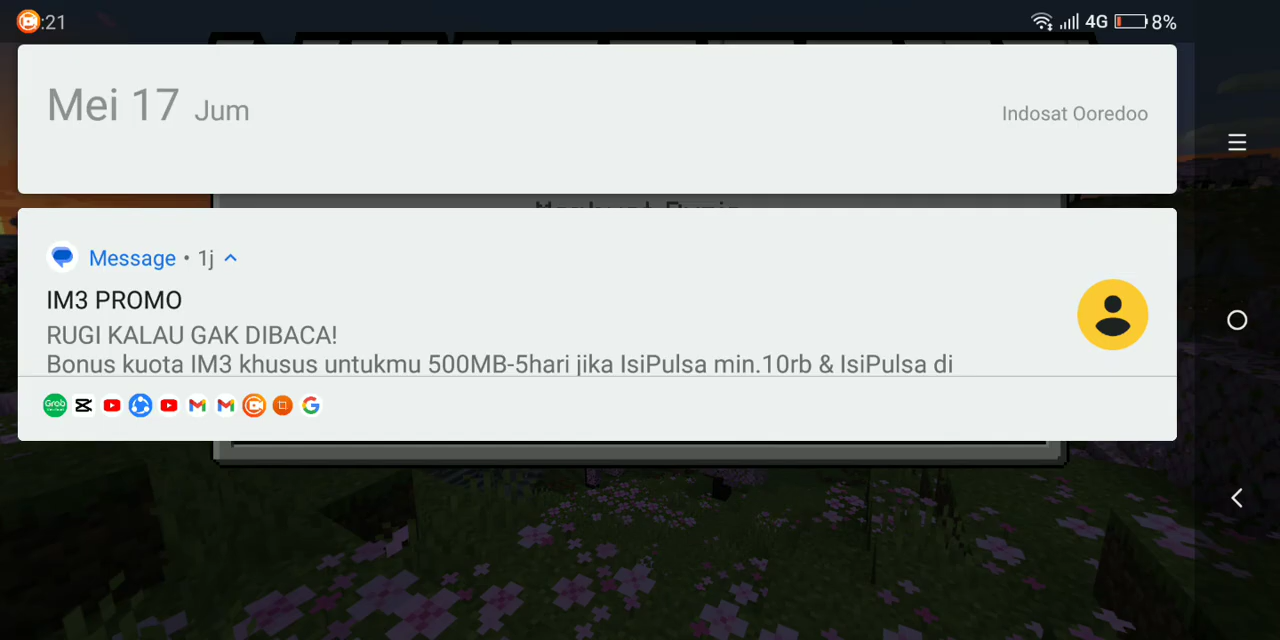 :21
4G 8%
Mei 17 Jum
Indosat Ooredoo
Message • 1j
IM3 PROMO
RUGI KALAU GAK DIBACA!
Bonus kuota IM3 khusus untukmu 500MB-5hari jika IsiPulsa min.10rb & IsiPulsa di
Grab